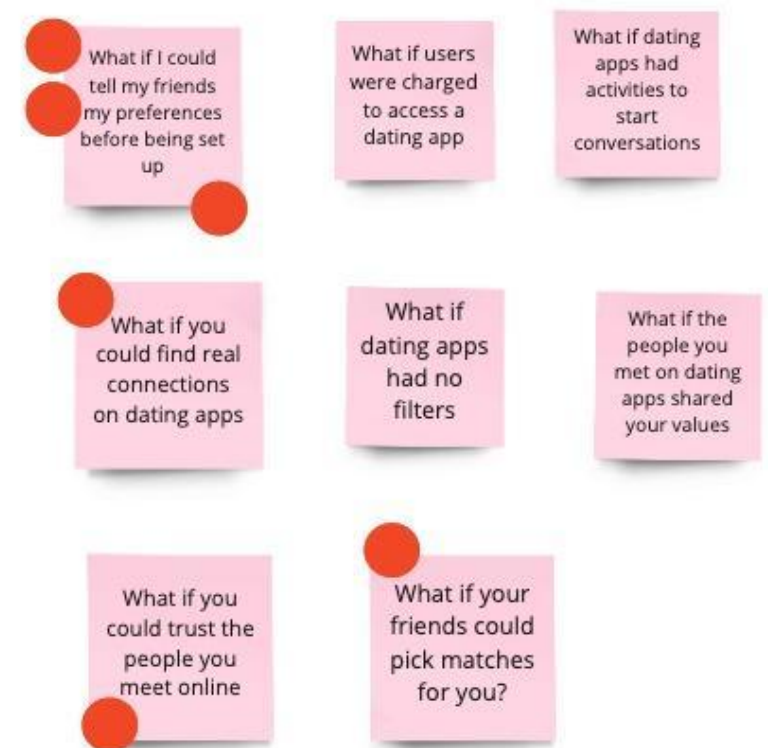 What if I could
tell my friends
my preferences
before being set
up
What if users
were charged
to access a
dating app
What if dating
apps had
activities to
start
conversations
What if you
could find real
connections
on dating apps
What if
dating apps
had no
filters
What if the
people you
met on dating
apps shared
your values
What if you
could trust the
people you
meet online
What if your
friends could
pick matches
for you?